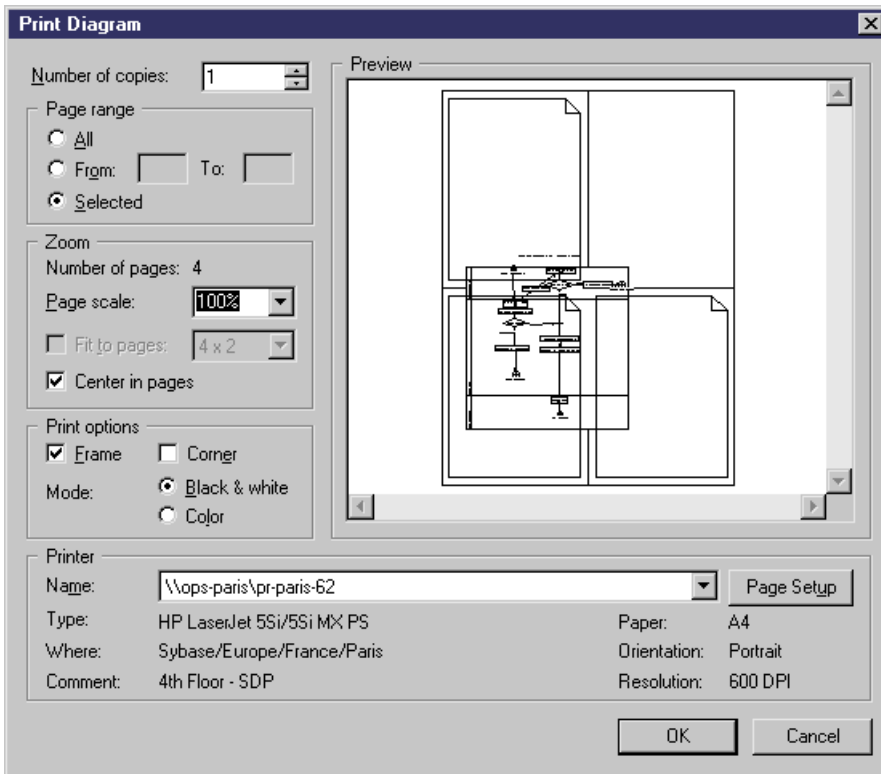 Print Diagram
Number of copies: 1
Page range
All
From: To:
Selected
Zoom
Number of pages: 4
Page scale: 100%
Fit to pages: 4 x 2
Center in pages
Print options
Frame Corner
Mode: Black & white
Color
Preview
Printer
Name: \\ops-paris\pr-paris-62 Page Setup
Type: HP LaserJet 5Si/5Si MX PS Paper: A4
Where: Sybase/Europe/France/Paris Orientation: Portrait
Comment: 4th Floor - SDP Resolution: 600 DPI
OK Cancel